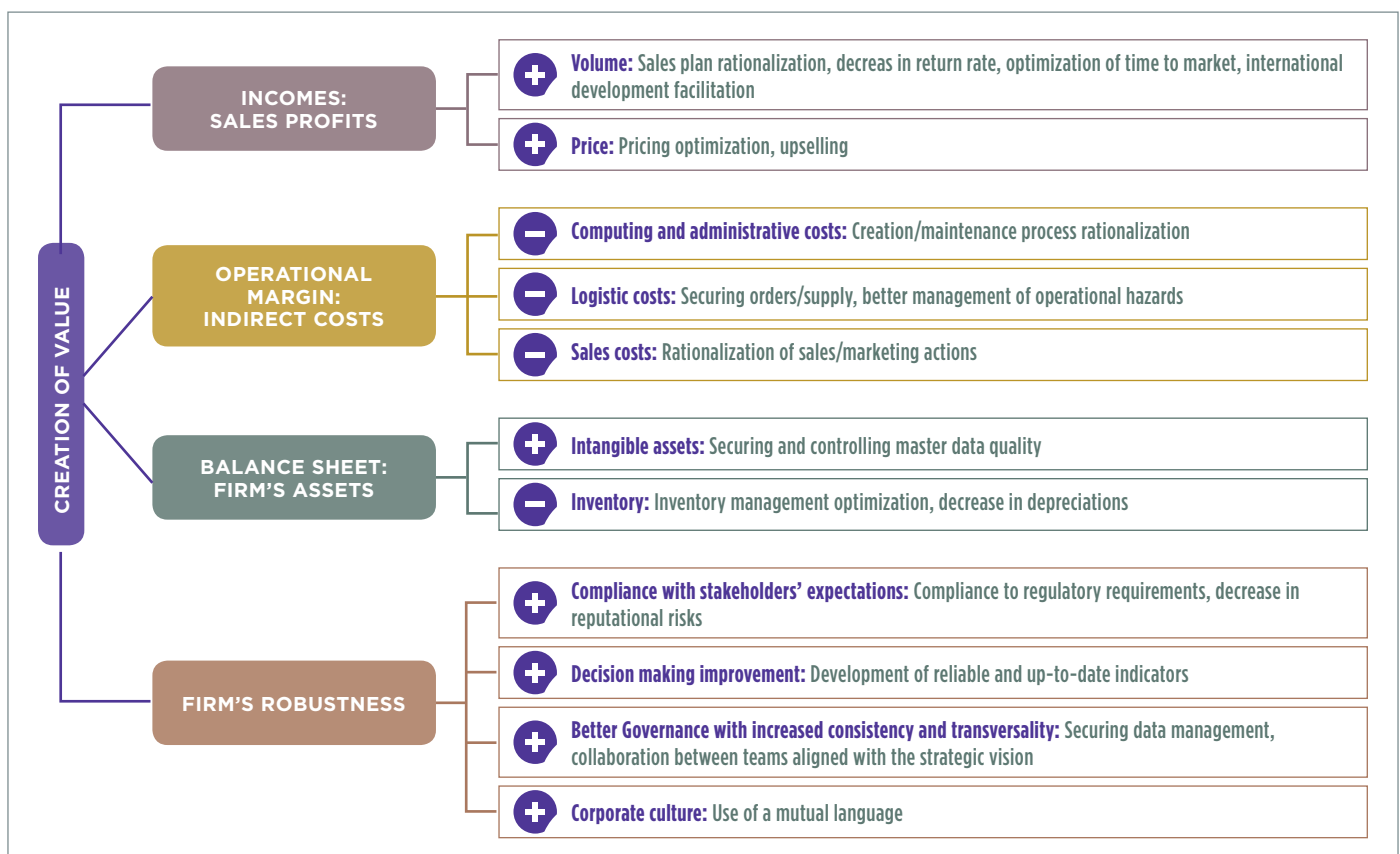 CREATION OF VALUE
INCOMES:
SALES PROFITS
Volume: Sales plan rationalization, decreas in return rate, optimization of time to market, international
development facilitation
Price: Pricing optimization, upselling
OPERATIONAL
MARGIN:
INDIRECT COSTS
Computing and administrative costs: Creation/maintenance process rationalization
Logistic costs: Securing orders/supply, better management of operational hazards
Sales costs: Rationalization of sales/marketing actions
BALANCE SHEET:
FIRM'S ASSETS
Intangible assets: Securing and controlling master data quality
Inventory: Inventory management optimization, decrease in depreciations
FIRM'S ROBUSTNESS
Compliance with stakeholders' expectations: Compliance to regulatory requirements, decrease in
reputational risks
Decision making improvement: Development of reliable and up-to-date indicators
Better Governance with increased consistency and transversality: Securing data management,
collaboration between teams aligned with the strategic vision
Corporate culture: Use of a mutual language